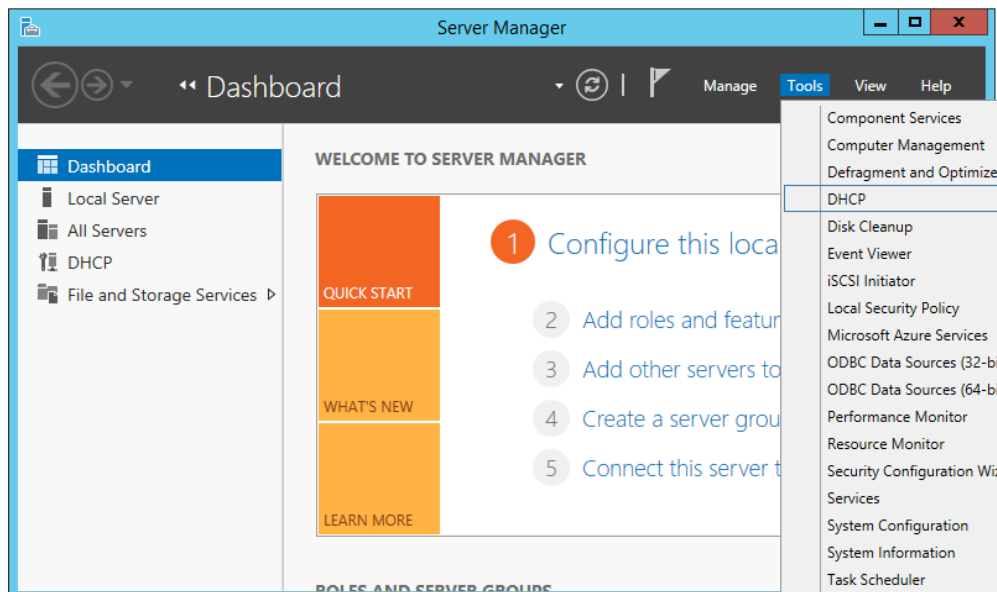 Server Manager
Dashboard
Manage Tools View Help
Dashboard
Local Server
All Servers
DHCP
File and Storage Services
WELCOME TO SERVER MANAGER
QUICK START
WHAT'S NEW
LEARN MORE
1 Configure this loca
2 Add roles and featur
3 Add other servers to
4 Create a server grou
5 Connect this server t
ROLES AND SERVER GROUPS
Component Services
Computer Management
Defragment and Optimize
DHCP
Disk Cleanup
Event Viewer
iSCSI Initiator
Local Security Policy
Microsoft Azure Services
ODBC Data Sources (32-bi
ODBC Data Sources (64-bi
Performance Monitor
Resource Monitor
Security Configuration Wiz
Services
System Configuration
System Information
Task Scheduler